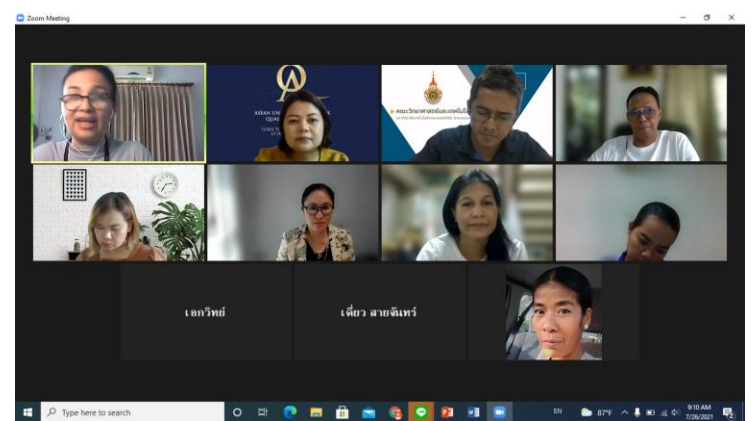 Zoom Meeting
ASEAN UN
QUAL
คณะวิทยาศาสตร์และเทคโนโลยี
เอกวิทย์
เดี่ยว สายจันทร์
Type here to search
EN
87°F
9:10 AM
7/26/2021